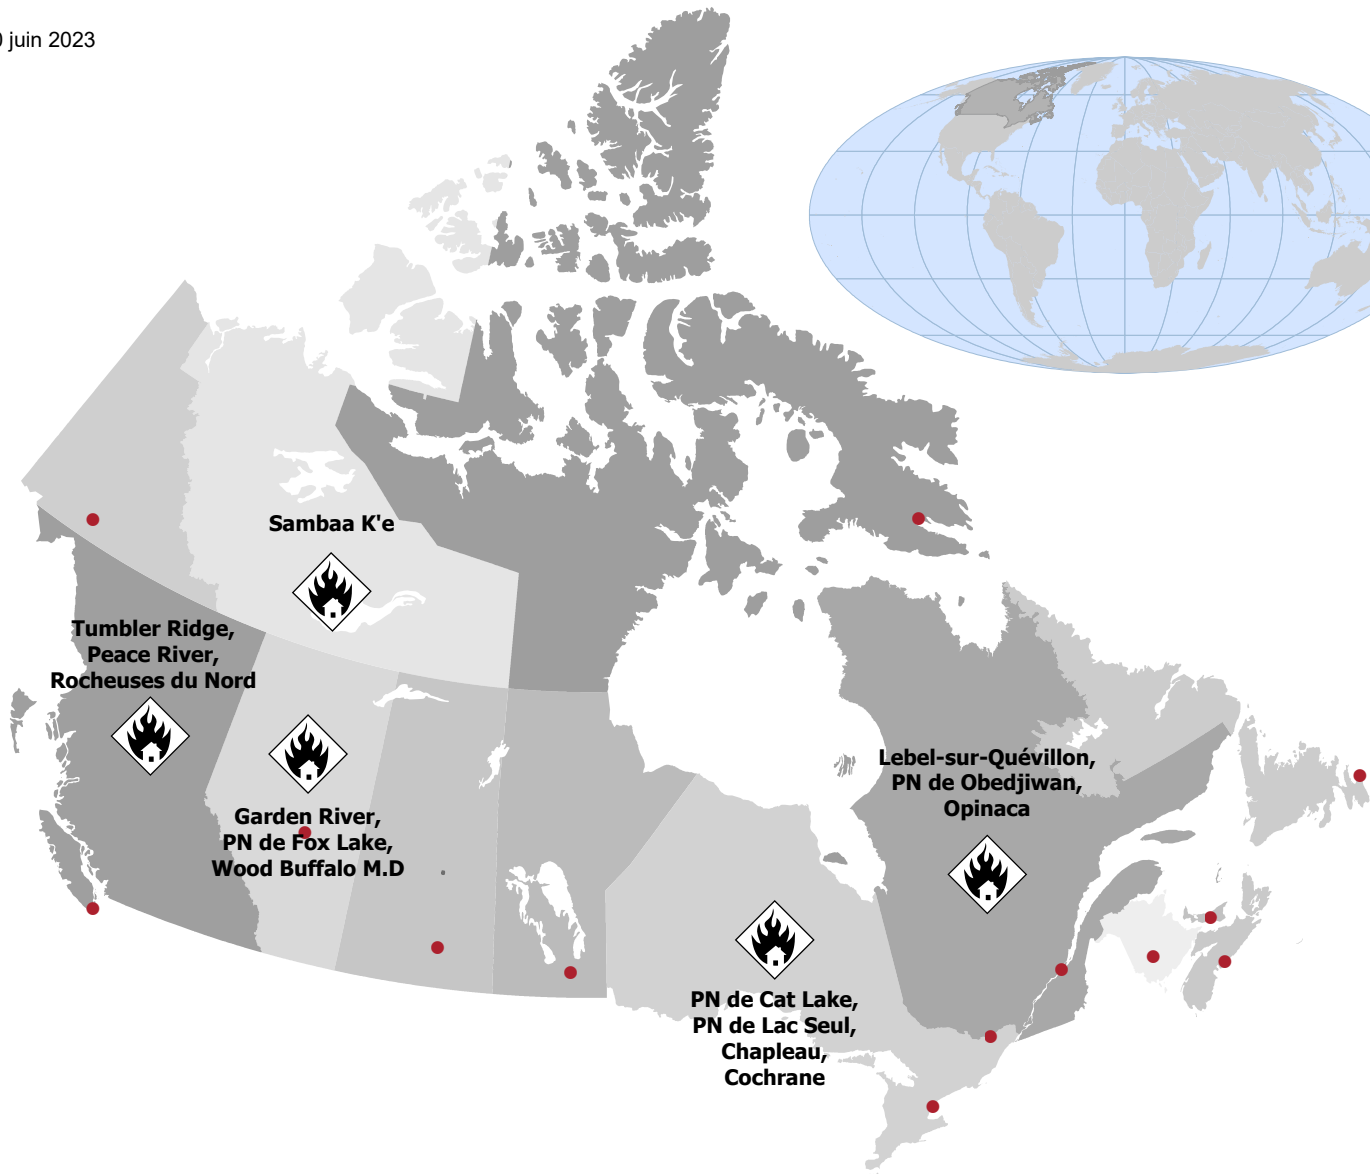 0 juin 2023
Sambaa K'e
Tumbler Ridge,
Peace River,
Rocheuses du Nord
Lebel-sur-Quévillon,
PN de Obedjiwan,
Opinaca
Garden River,
PN de Fox Lake,
Wood Buffalo M.D
PN de Cat Lake,
PN de Lac Seul,
Chapleau,
Cochrane